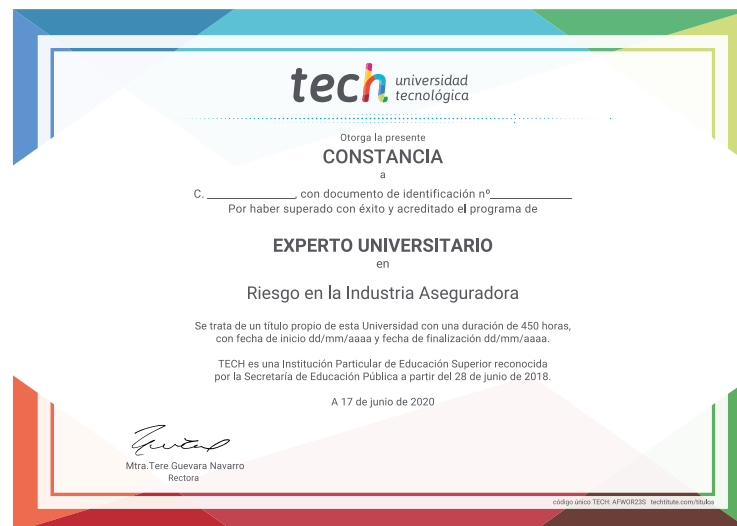 tech universidad
tecnológica
Otorga la presente
CONSTANCIA
a
C. ________________, con documento de identificación nº______________
Por haber superado con éxito y acreditado el programa de
EXPERTO UNIVERSITARIO
en
Riesgo en la Industria Aseguradora
Se trata de un título propio de esta Universidad con una duración de 450 horas,
con fecha de inicio dd/mm/aaaa y fecha de finalización dd/mm/aaaa.
TECH es una Institución Particular de Educación Superior reconocida
por la Secretaría de Educación Pública a partir del 28 de junio de 2018.
A 17 de junio de 2020
Mtra.Tere Guevara Navarro
Rectora
código único TECH: AFWOR23S techtitute.com/titulos